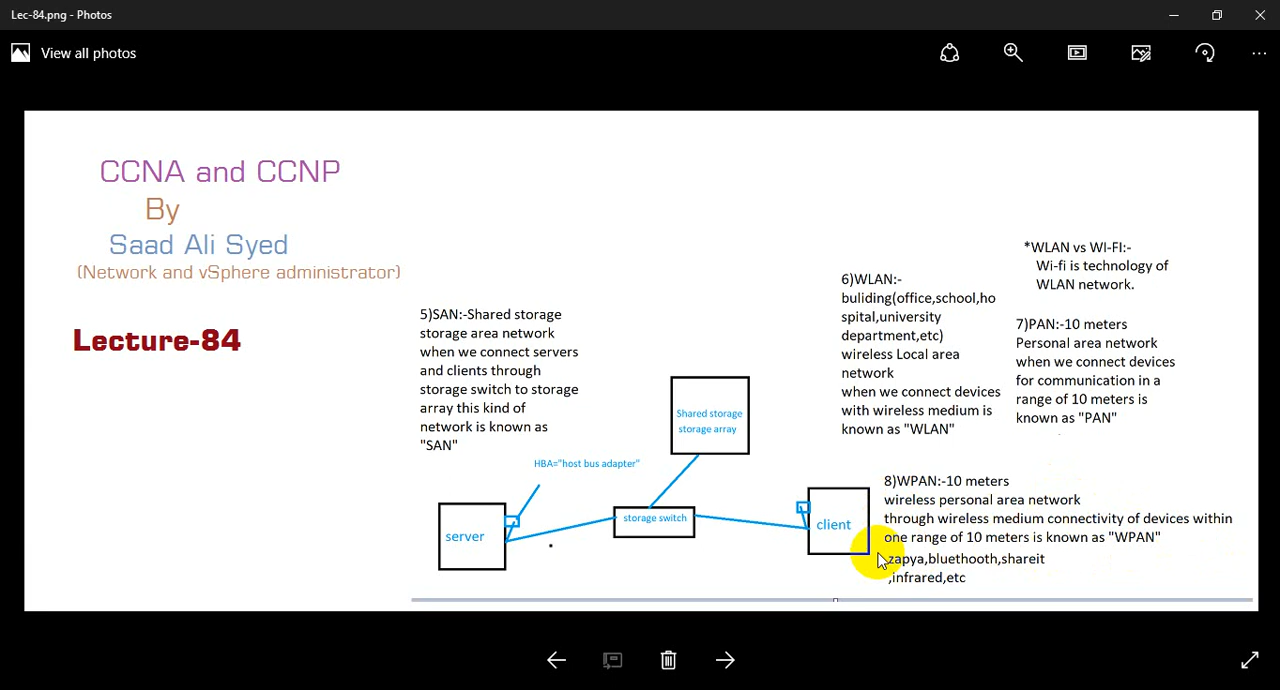 Lec-84.png - Photos
View all photos
CCNA and CCNP
By
Saad Ali Syed
(Network and vSphere administrator)
Lecture-84
5)SAN:-Shared storage
storage area network
when we connect servers
and clients through
storage switch to storage
array this kind of
network is known as
"SAN"
HBA="host bus adapter"
server
storage switch
Shared storage
storage array
client
6)WLAN:-
buliding(office,school,ho
spital,university
department,etc)
wireless Local area
network
when we connect devices
with wireless medium is
known as "WLAN"
*WLAN vs WI-FI:-
Wi-fi is technology of
WLAN network.
7)PAN:-10 meters
Personal area network
when we connect devices
for communication in a
range of 10 meters is
known as "PAN"
8)WPAN:-10 meters
wireless personal area network
through wireless medium connectivity of devices within
one range of 10 meters is known as "WPAN"
zapya,bluethooth,shareit
,infrared,etc